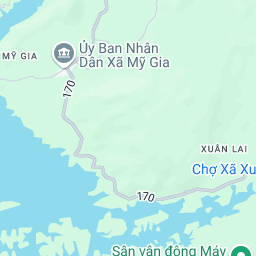 Ủy Ban Nhân
Dân Xã Mỹ Gia
MỸ GIA
170
XUÂN LAI
Chợ Xã Xu
170
Sân vận động Máy